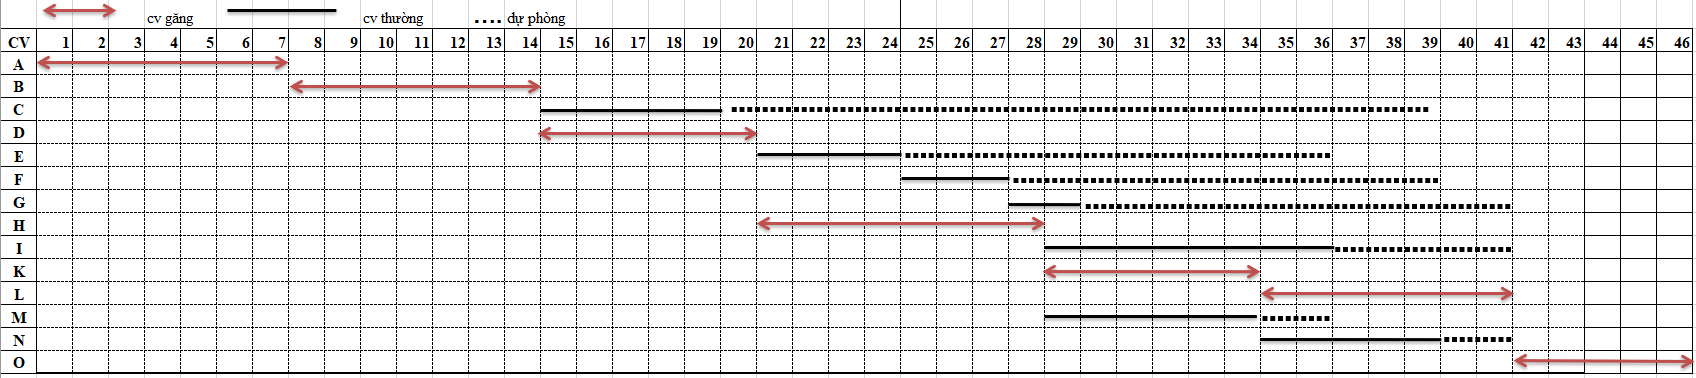 cv găng cv thường .... dự phòng
CV 1 2 3 4 5 6 7 8 9 10 11 12 13 14 15 16 17 18 19 20 21 22 23 24 25 26 27 28 29 30 31 32 33 34 35 36 37 38 39 40 41 42 43 44 45 46
A
B
C
D
E
F
G
H
I
K
L
M
N
O